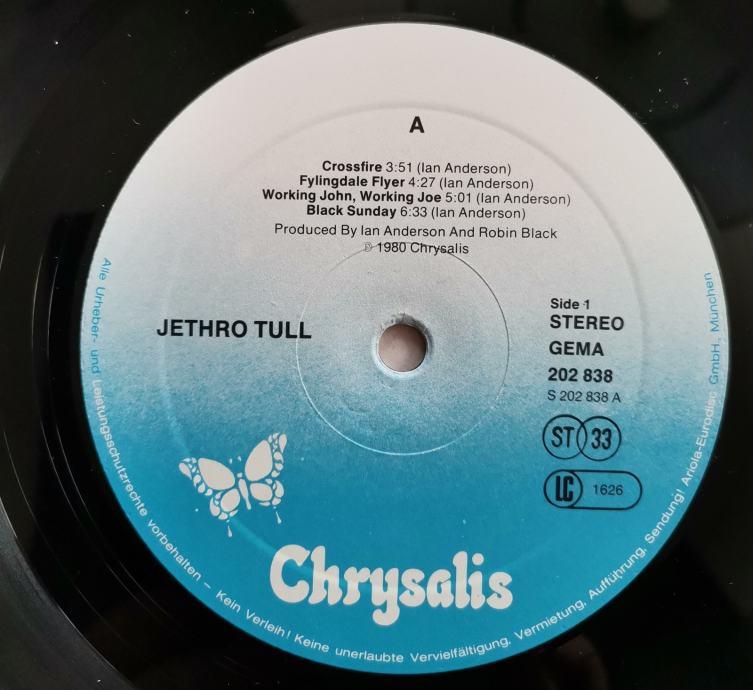 A
Crossfire 3:51 (Ian Anderson)
Fylingdale Flyer 4:27 (Ian Anderson)
Working John, Working Joe 5:01 (Ian Anderson)
Black Sunday 6:33 (Ian Anderson)
Produced By Ian Anderson And Robin Black
℗ 1980 Chrysalis
JETHRO TULL
Side 1
STEREO
GEMA
202 838
S 202 838 A
ST 33
LC 1626
Chrysalis
Alle Urheber- und Leistungsschutzrechte vorbehalten – Kein Verleih! Keine unerlaubte Vervielfältigung, Vermietung, Aufführung, Sendung! Ariola-Eurodisc GmbH., München